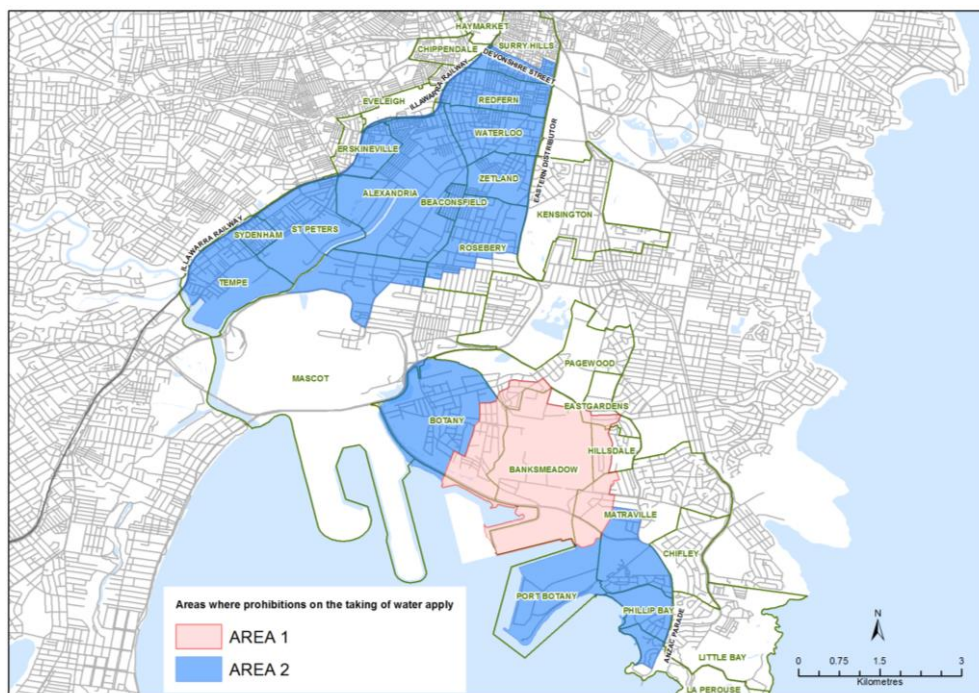 HAYMARKET
CHIPPENDALE
SURRY HILLS
DEVONSHIRE STREET
ILLAWARRA RAILWAY
EVELEIGH
REDFERN
WATERLOO
ERSKINEVILLE
EASTERN DISTRIBUTOR
ZETLAND
ALEXANDRIA
BEACONSFIELD
KENSINGTON
ILLAWARRA RAILWAY
ST PETERS
SYDENHAM
ROSEBERY
TEMPE
PAGEWOOD
MASCOT
EASTGARDENS
BOTANY
HILLSDALE
BANKSMEADOW
MATRAVILLE
CHIFLEY
PORT BOTANY
PHILLIP BAY
ANZAC PARADE
LITTLE BAY
LA PEROUSE
Areas where prohibitions on the taking of water apply
AREA 1
AREA 2
N
0 0.75 1.5 3
Kilometres